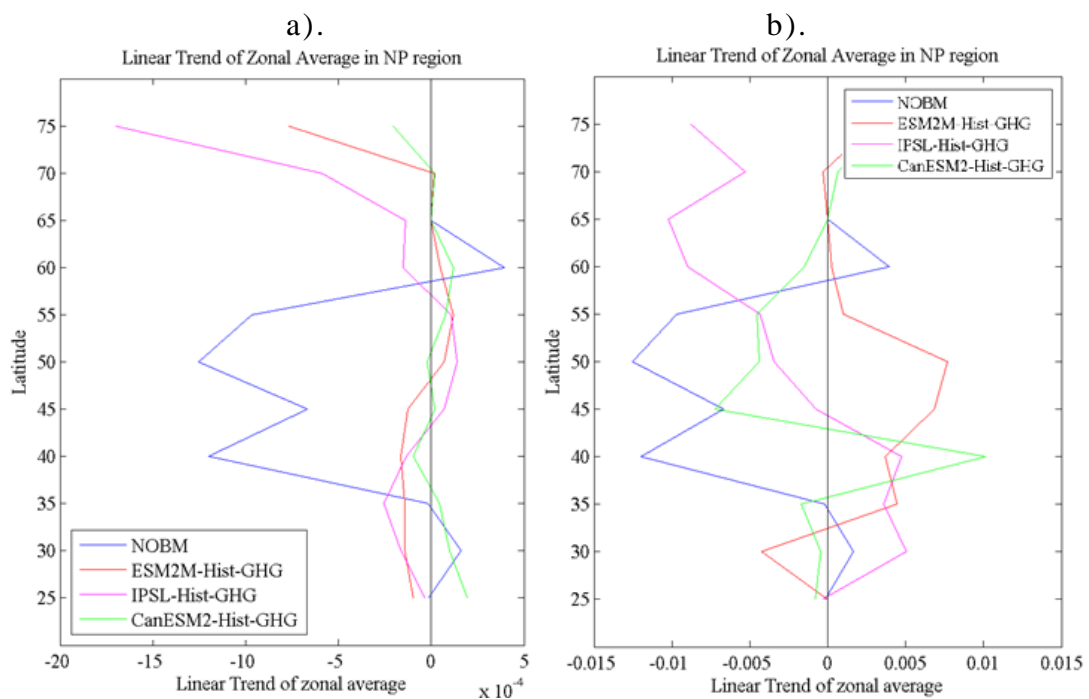 a).
Linear Trend of Zonal Average in NP region
75
70
65
60
55
50
45
40
35
30
25
Latitude
NOBM
ESM2M-Hist-GHG
IPSL-Hist-GHG
CanESM2-Hist-GHG
-20
-15
-10
-5
0
5
Linear Trend of zonal average
x 10⁻⁴
b).
Linear Trend of Zonal Average in NP region
NOBM
ESM2M-Hist-GHG
IPSL-Hist-GHG
CanESM2-Hist-GHG
75
70
65
60
55
50
45
40
35
30
25
Latitude
-0.015
-0.01
-0.005
0
0.005
0.01
0.015
Linear Trend of zonal average